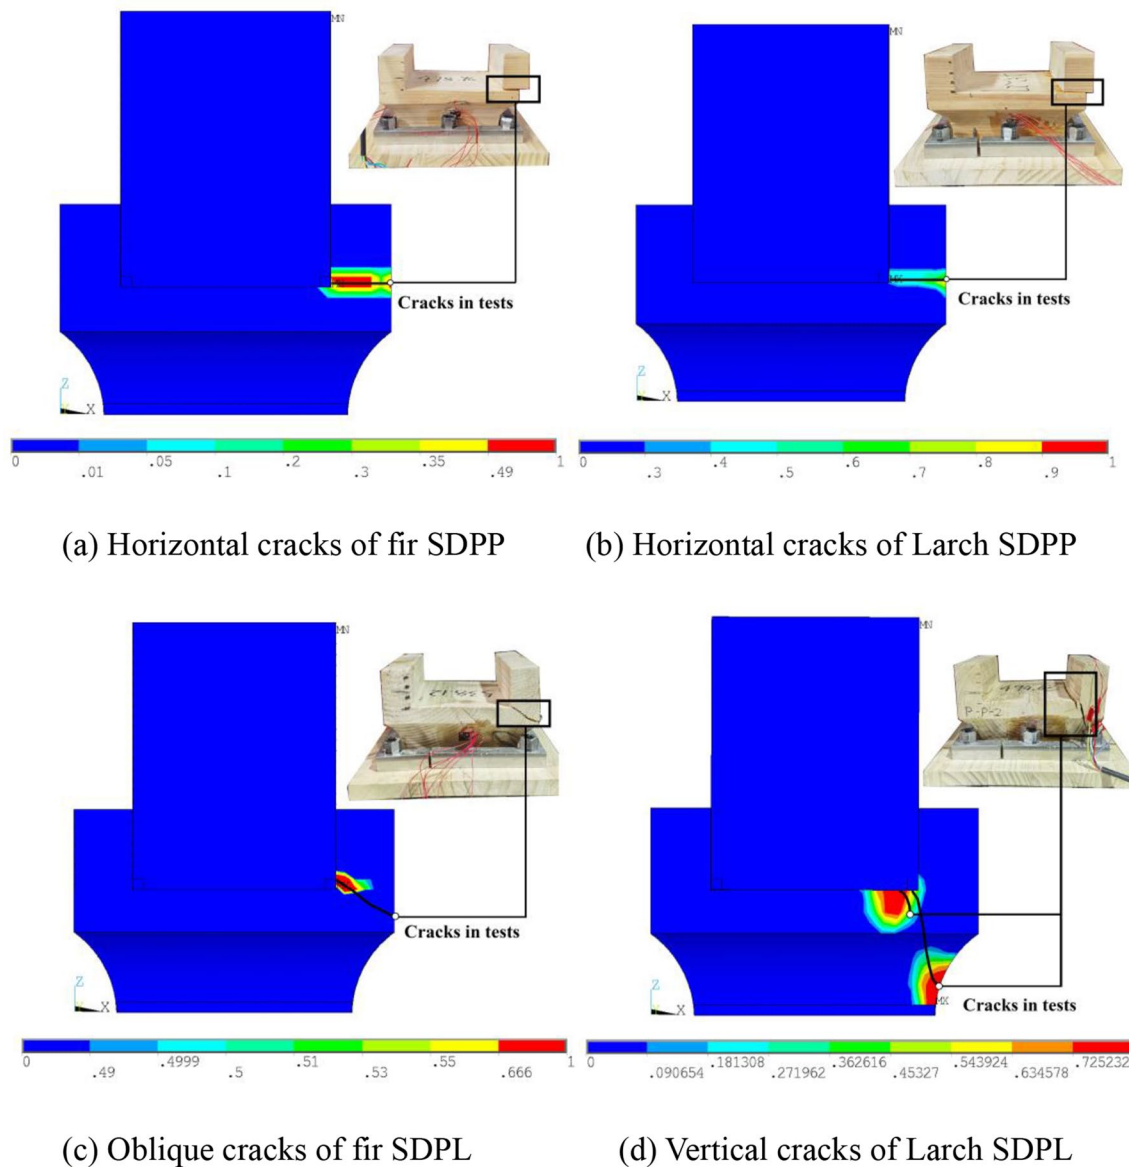 MN
MN
MX
Cracks in tests
Cracks in tests
Z
X
Z
X
0 .01 .05 .1 .2 .3 .35 .49 1
0 .3 .4 .5 .6 .7 .8 .9 1
(a) Horizontal cracks of fir SDPP
(b) Horizontal cracks of Larch SDPP
MN
MN
P-P-2
Cracks in tests
Cracks in tests
MX
Z
X
Z
X
0 .49 .4999 .5 .51 .53 .55 .666 1
0 .090654 .181308 .271962 .362616 .45327 .543924 .634578 .725232
(c) Oblique cracks of fir SDPL
(d) Vertical cracks of Larch SDPL